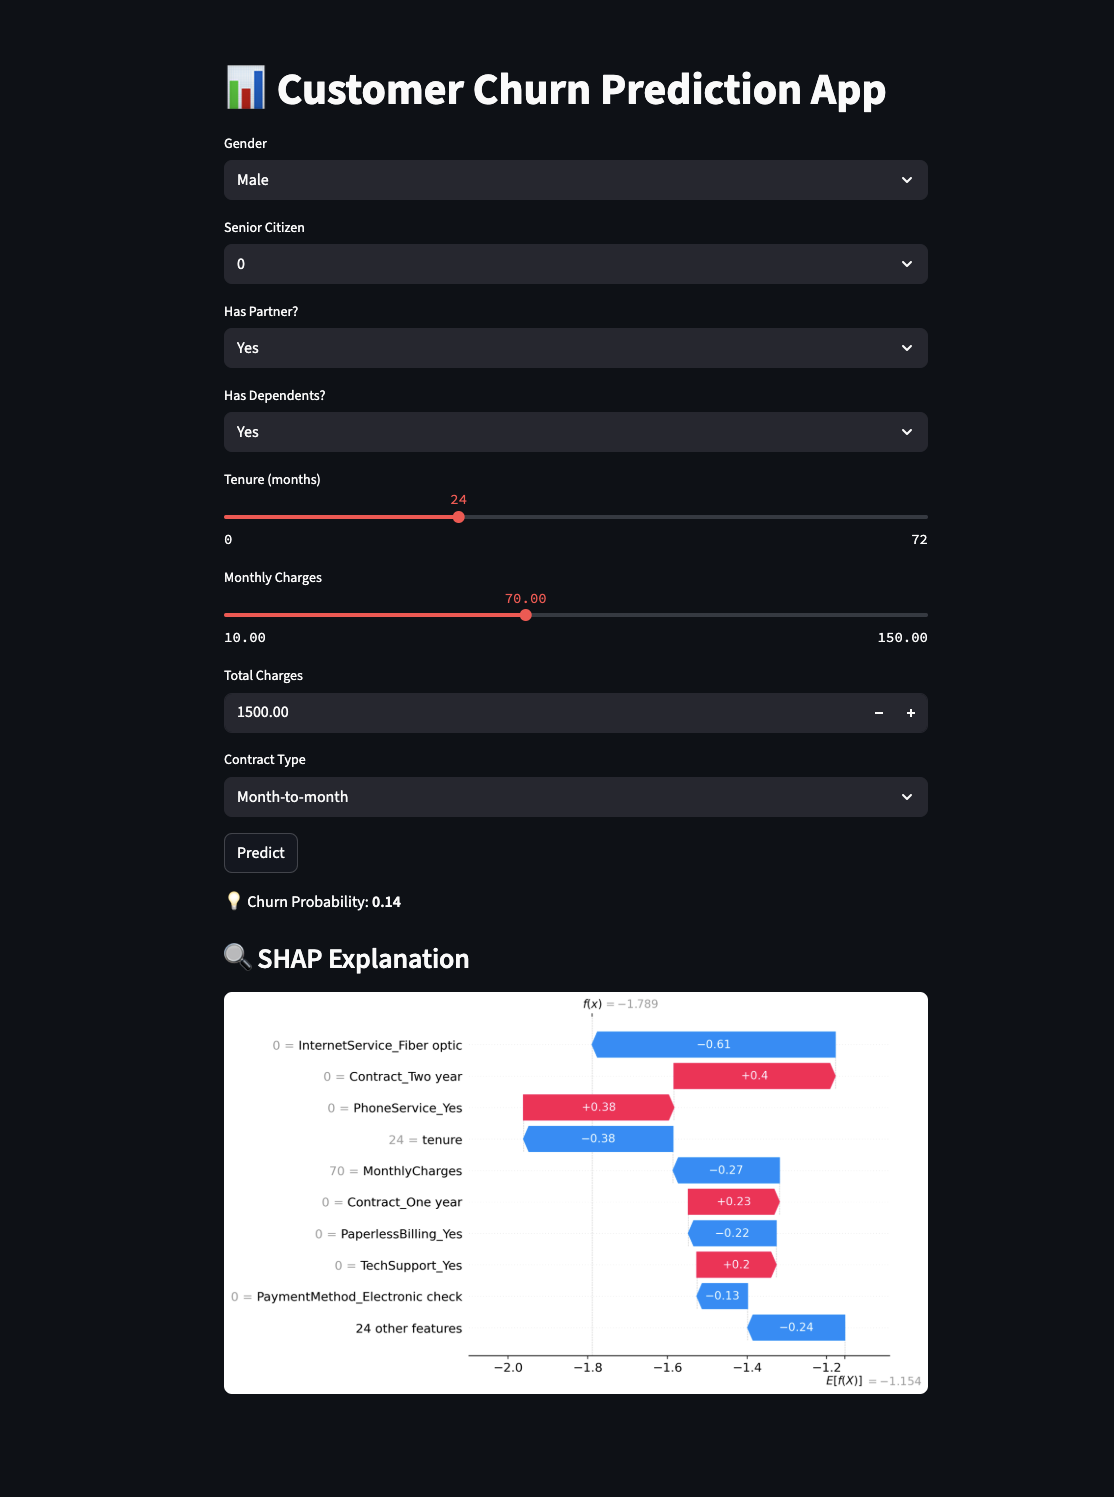 📊 Customer Churn Prediction App
Gender
Male
Senior Citizen
0
Has Partner?
Yes
Has Dependents?
Yes
Tenure (months)
24
0 72
Monthly Charges
70.00
10.00 150.00
Total Charges
1500.00 − +
Contract Type
Month-to-month
Predict
💡 Churn Probability: 0.14
🔍 SHAP Explanation
f(x) = −1.789
0 = InternetService_Fiber optic −0.61
0 = Contract_Two year +0.4
0 = PhoneService_Yes +0.38
24 = tenure −0.38
70 = MonthlyCharges −0.27
0 = Contract_One year +0.23
0 = PaperlessBilling_Yes −0.22
0 = TechSupport_Yes +0.2
0 = PaymentMethod_Electronic check −0.13
24 other features −0.24
−2.0 −1.8 −1.6 −1.4 −1.2
E[f(X)] = −1.154